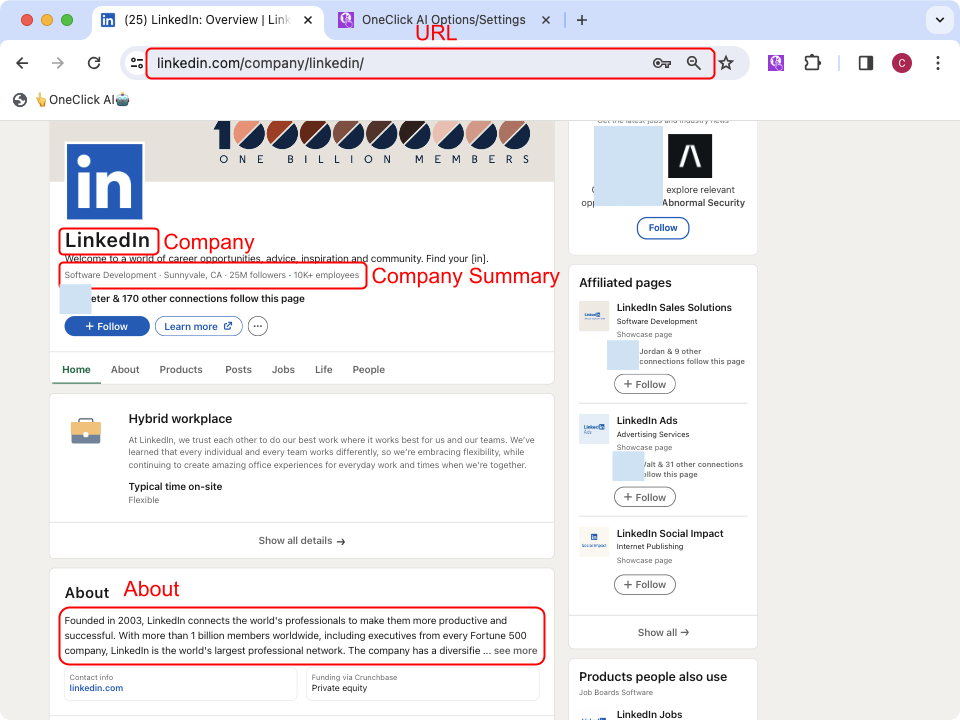 (25) LinkedIn: Overview | Link
OneClick AI Options/Settings
URL
linkedin.com/company/linkedin/
C
👆OneClick AI🤖
1000000000
ONE BILLION MEMBERS
in
LinkedIn
Company
Welcome to a world of career opportunities, advice, inspiration and community. Find your [in].
Software Development · Sunnyvale, CA · 25M followers · 10K+ employees
Company Summary
eter & 170 other connections follow this page
+ Follow
Learn more
Home
About
Products
Posts
Jobs
Life
People
Hybrid workplace
At LinkedIn, we trust each other to do our best work where it works best for us and our teams. We've
learned that every individual and every team works differently, so we're embracing flexibility, while
continuing to create amazing office experiences for everyday work and times when we're together.
Typical time on-site
Flexible
Show all details →
About
About
Founded in 2003, LinkedIn connects the world's professionals to make them more productive and
successful. With more than 1 billion members worldwide, including executives from every Fortune 500
company, LinkedIn is the world's largest professional network. The company has a diversifie ... see more
Contact info
linkedin.com
Funding via Crunchbase
Private equity
Get the latest jobs and industry news
explore relevant
opp
Abnormal Security
Follow
Affiliated pages
LinkedIn Sales Solutions
Software Development
Showcase page
Jordan & 9 other
connections follow this page
+ Follow
LinkedIn Ads
Advertising Services
Showcase page
Walt & 31 other connections
follow this page
+ Follow
LinkedIn Social Impact
Internet Publishing
Showcase page
+ Follow
Show all →
Products people also use
Job Boards Software
LinkedIn Jobs